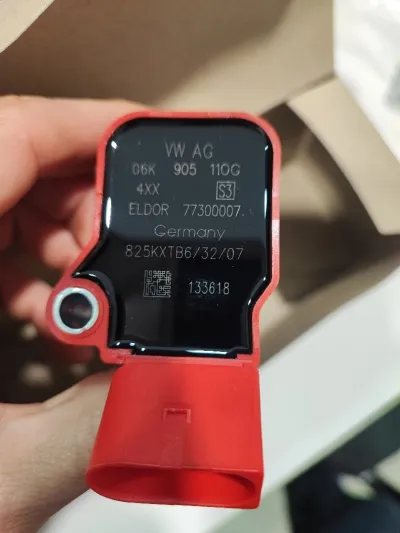 VW AG
06K 905 110G
4XX S3
ELDOR 77300007.
Germany
825KXTB6/32/07
133618